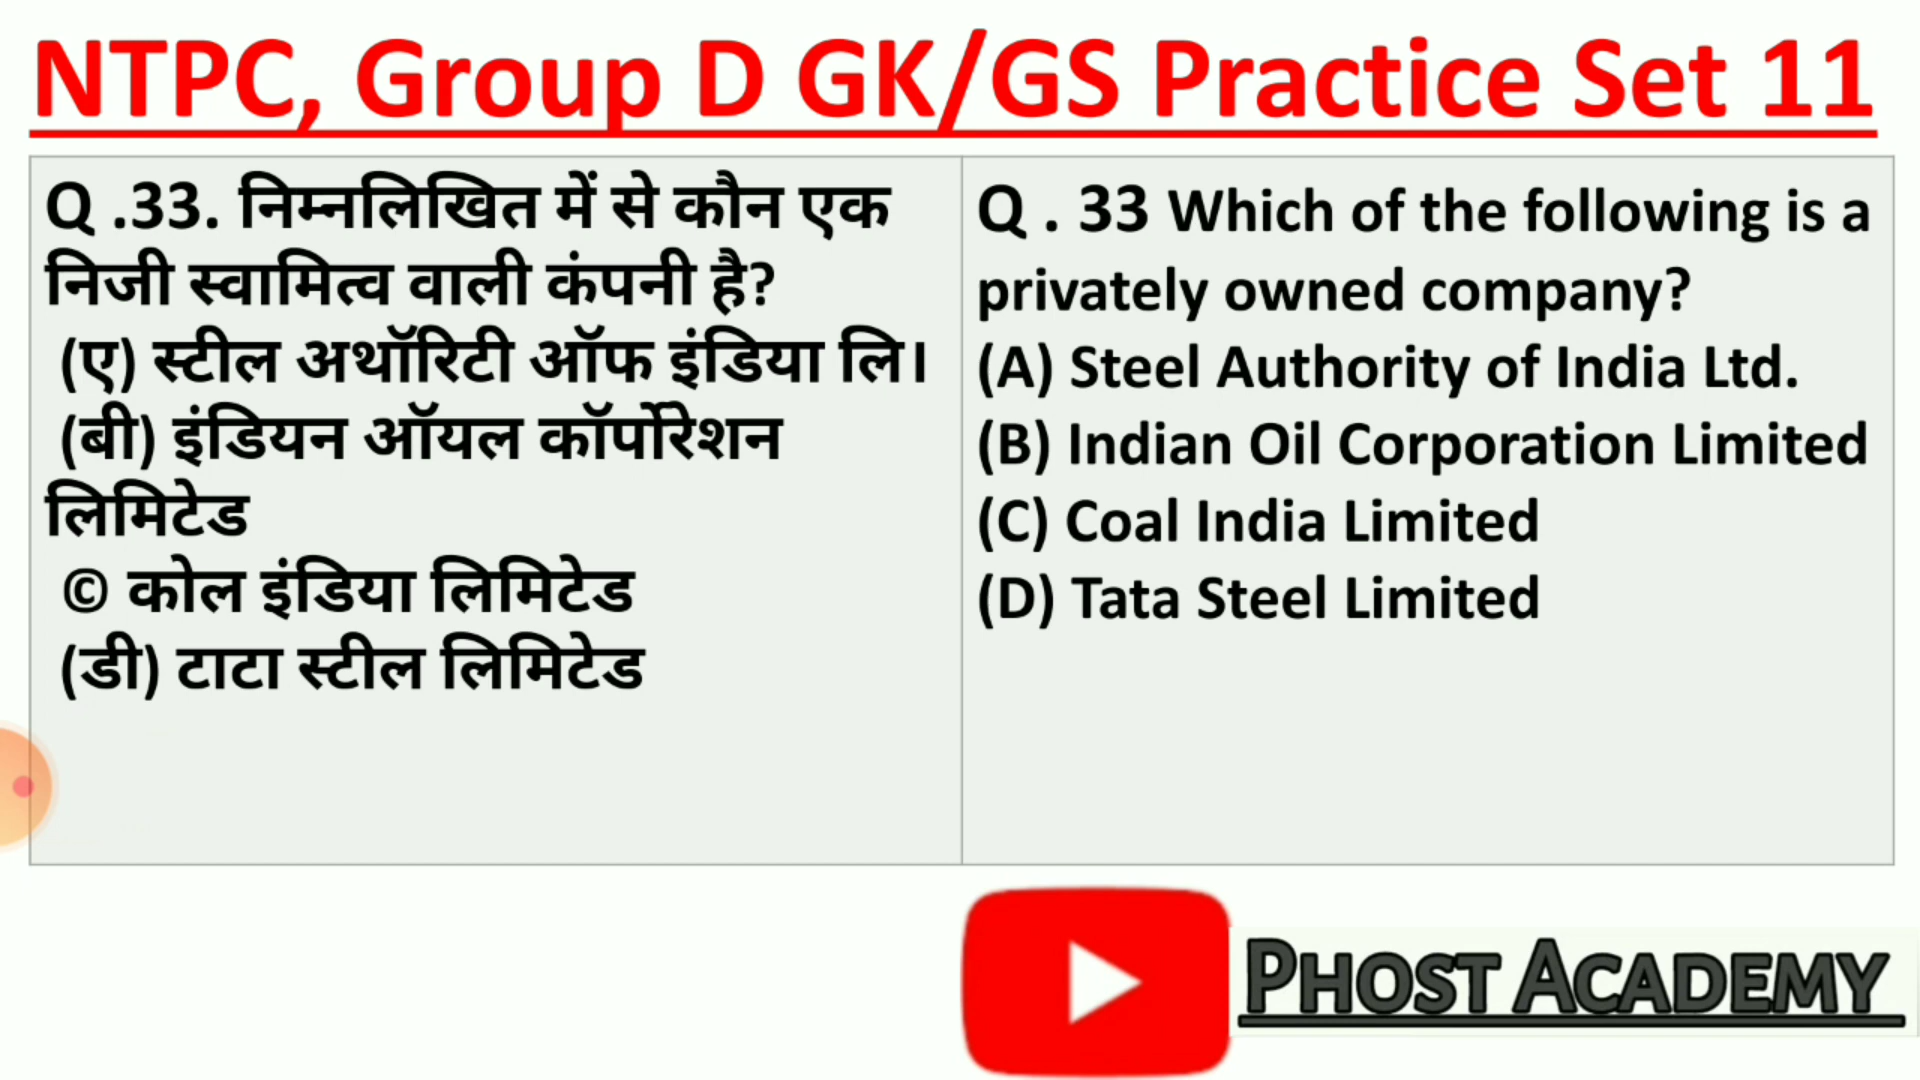 NTPC, Group D GK/GS Practice Set 11
Q .33. निम्नलिखित में से कौन एक
निजी स्वामित्व वाली कंपनी है?
(ए) स्टील अथॉरिटी ऑफ इंडिया लि।
(बी) इंडियन ऑयल कॉर्पोरेशन
लिमिटेड
© कोल इंडिया लिमिटेड
(डी) टाटा स्टील लिमिटेड
Q . 33 Which of the following is a
privately owned company?
(A) Steel Authority of India Ltd.
(B) Indian Oil Corporation Limited
(C) Coal India Limited
(D) Tata Steel Limited
PHOST ACADEMY